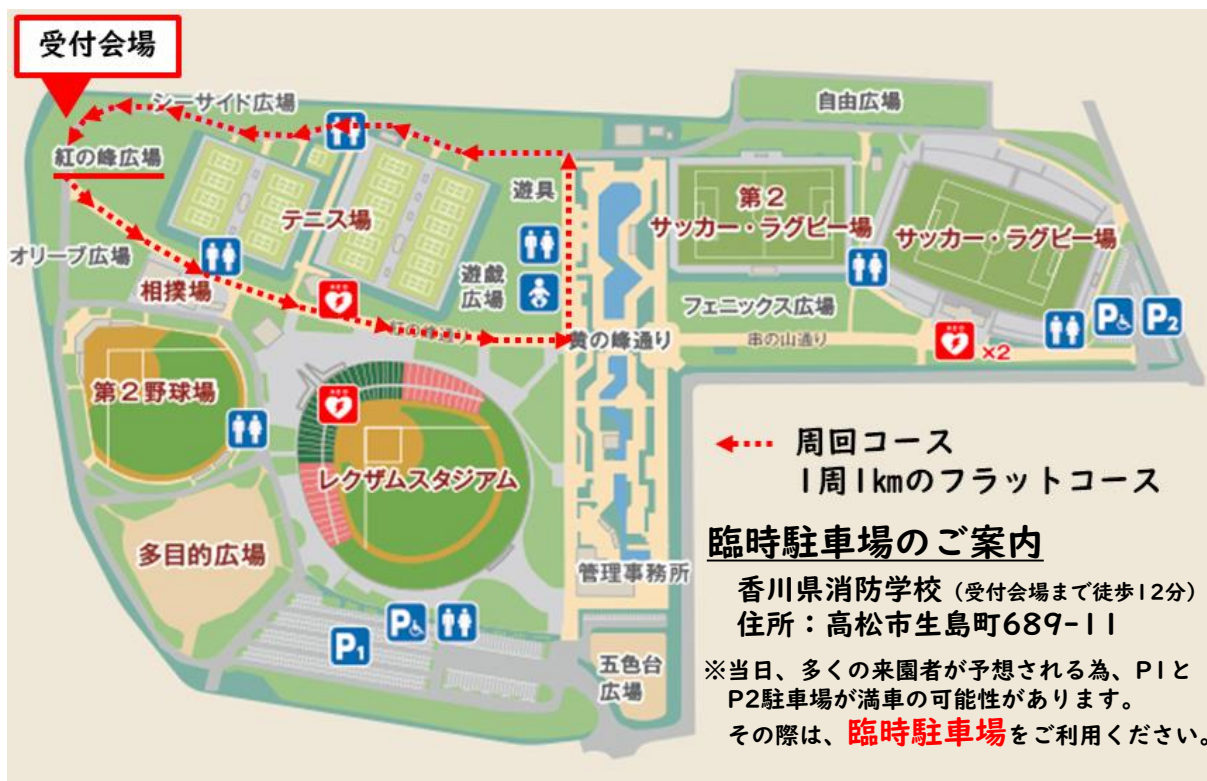 受付会場
シーサイド広場
自由広場
紅の峰広場
遊具
第2
サッカー・ラグビー場
サッカー・ラグビー場
テニス場
オリーブ広場
遊戯
広場
相撲場
フェニックス広場
紅の峰通り
黄の峰通り
串の山通り
AED
AED
×2
第2野球場
AED
レクザムスタジアム
多目的広場
管理事務所
P1
P
P
P2
五色台
広場
周回コース
1周1kmのフラットコース
臨時駐車場のご案内
香川県消防学校（受付会場まで徒歩12分）
住所：高松市生島町689-11
※当日、多くの来園者が予想される為、P1と
P2駐車場が満車の可能性があります。
その際は、臨時駐車場をご利用ください。